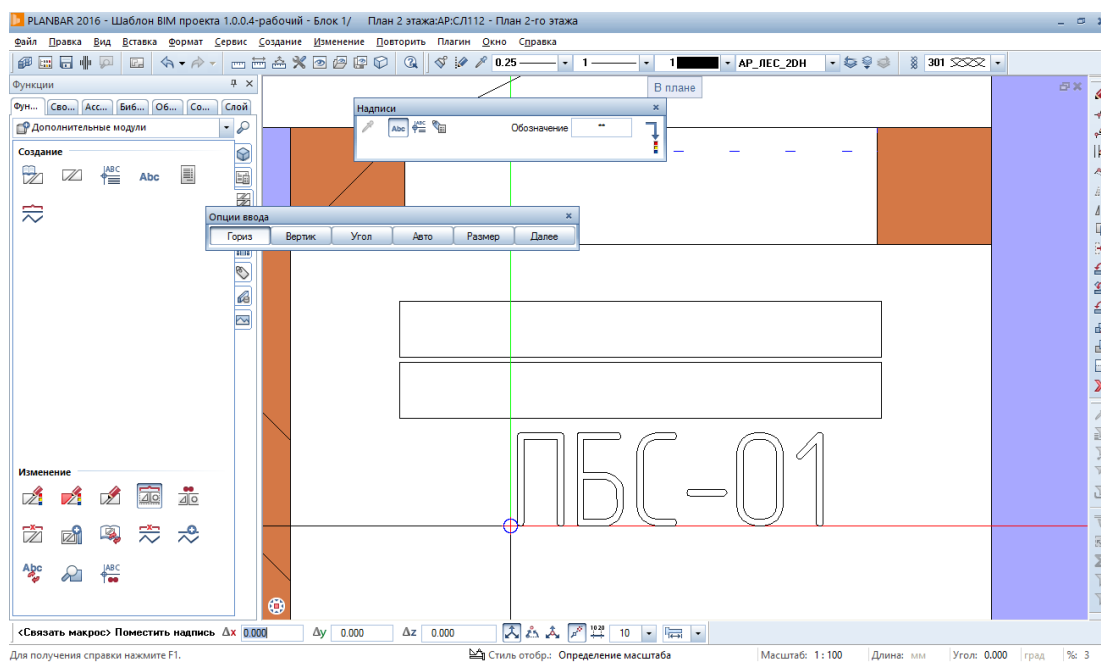 PLANBAR 2016 - Шаблон BIM проекта 1.0.0.4-рабочий - Блок 1/ План 2 этажа:АР:СЛ112 - План 2-го этажа
Файл Правка Вид Вставка Формат Сервис Создание Изменение Повторить Плагин Окно Справка
0.25 1 1 АР_ЛЕС_2DH 301
Функции
Фун... Сво... Асс... Биб... Об... Со... Слой
Дополнительные модули
Создание
ABC Abc
В плане
Надписи
Abc ABC Обозначение **
Опции ввода
Гориз Вертик Угол Авто Размер Далее
ПБС-01
Изменение
Abc ABC
<Связать макрос> Поместить надпись Δx 0.000 Δy 0.000 Δz 0.000 10 20 10
Для получения справки нажмите F1. Стиль отобр.: Определение масштаба Масштаб: 1 : 100 Длина: мм Угол: 0.000 град %: 3